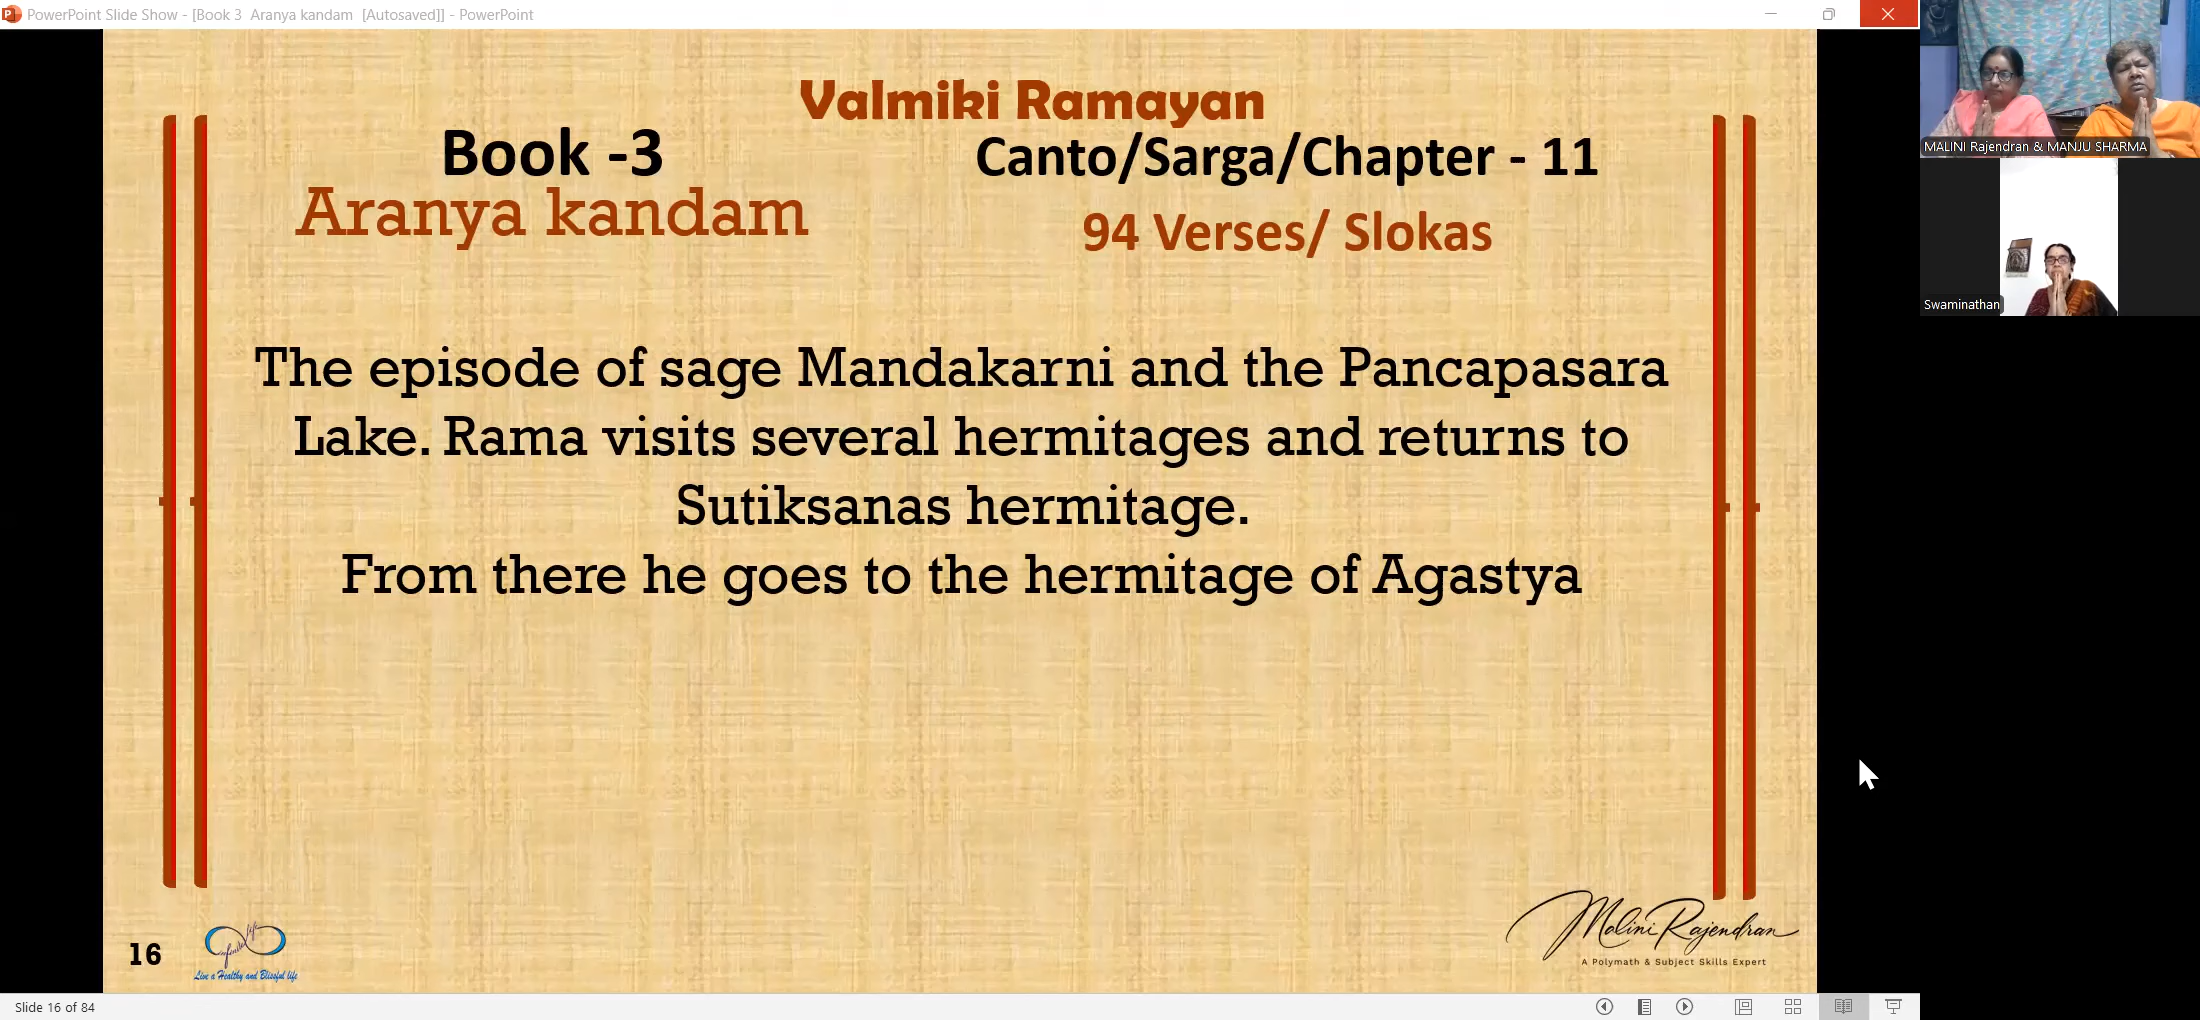 PowerPoint Slide Show - [Book 3  Aranya kandam  [Autosaved]] - PowerPoint
Valmiki Ramayan
Book -3
Canto/Sarga/Chapter - 11
Aranya kandam
94 Verses/ Slokas
The episode of sage Mandakarni and the Pancapasara
Lake. Rama visits several hermitages and returns to
Sutiksanas hermitage.
From there he goes to the hermitage of Agastya
MALINI Rajendran & MANJU SHARMA
Swaminathan
16
infinite life
Live a Healthy and Blissful life
Malini Rajendran
A Polymath & Subject Skills Expert
Slide 16 of 84